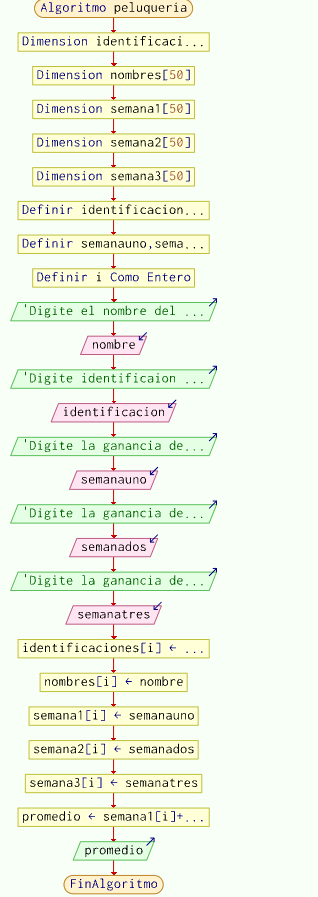 Algoritmo peluqueria
Dimension identificaci...
Dimension nombres[50]
Dimension semana1[50]
Dimension semana2[50]
Dimension semana3[50]
Definir identificacion...
Definir semanauno,sema...
Definir i Como Entero
'Digite el nombre del ...
nombre
'Digite identificaion ...
identificacion
'Digite la ganancia de...
semanauno
'Digite la ganancia de...
semanados
'Digite la ganancia de...
semanatres
identificaciones[i] ← ...
nombres[i] ← nombre
semana1[i] ← semanauno
semana2[i] ← semanados
semana3[i] ← semanatres
promedio ← semana1[i]+...
promedio
FinAlgoritmo